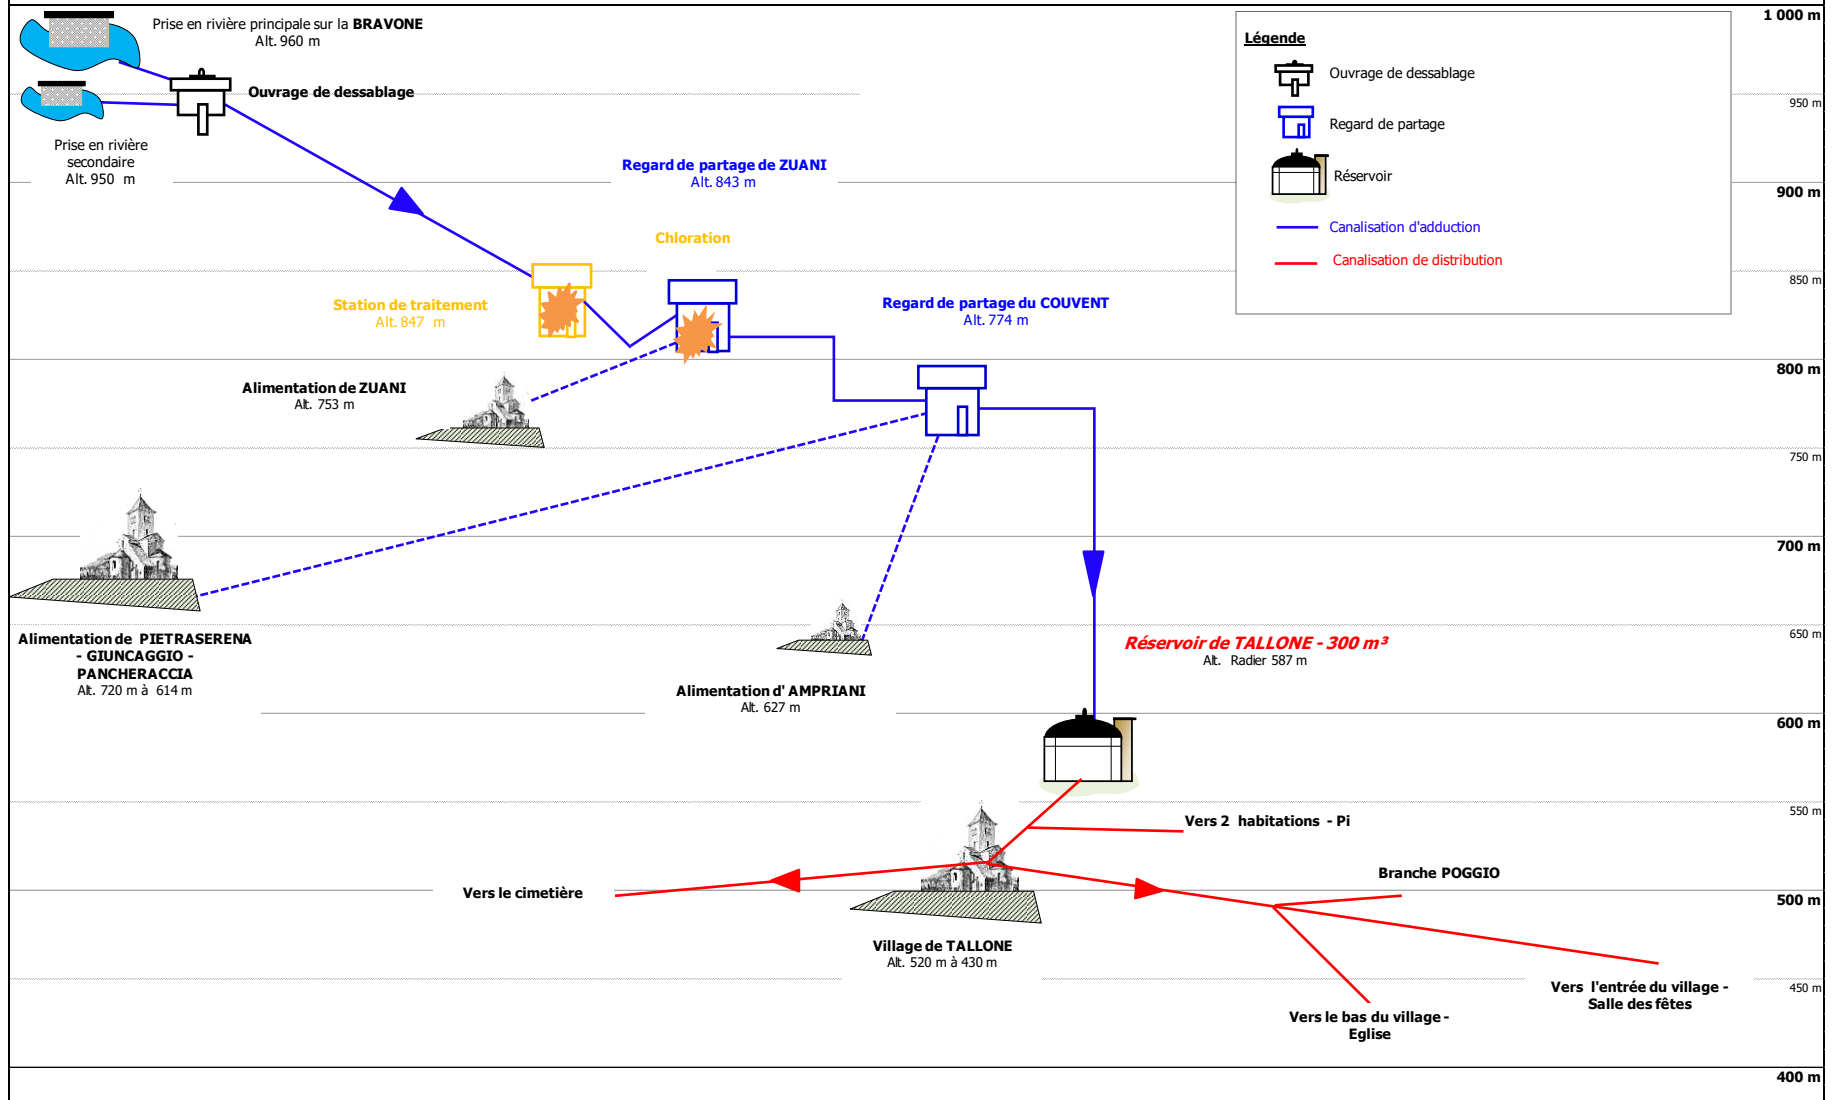 Prise en rivière principale sur la BRAVONE
Alt. 960 m
1 000 m
Légende
Ouvrage de dessablage
Ouvrage de dessablage
950 m
Regard de partage
Prise en rivière
secondaire
Alt. 950 m
Regard de partage de ZUANI
Alt. 843 m
Réservoir
900 m
Canalisation d'adduction
Chloration
Canalisation de distribution
850 m
Station de traitement
Alt. 847 m
Regard de partage du COUVENT
Alt. 774 m
800 m
Alimentation de ZUANI
Alt. 753 m
750 m
700 m
Alimentation de PIETRASERENA
- GIUNCAGGIO -
PANCHERACCIA
Alt. 720 m à 614 m
650 m
Réservoir de TALLONE - 300 m³
Alt. Radier 587 m
Alimentation d' AMPRIANI
Alt. 627 m
600 m
550 m
Vers 2 habitations - Pi
Branche POGGIO
Vers le cimetière
500 m
Village de TALLONE
Alt. 520 m à 430 m
450 m
Vers l'entrée du village -
Salle des fêtes
Vers le bas du village -
Eglise
400 m